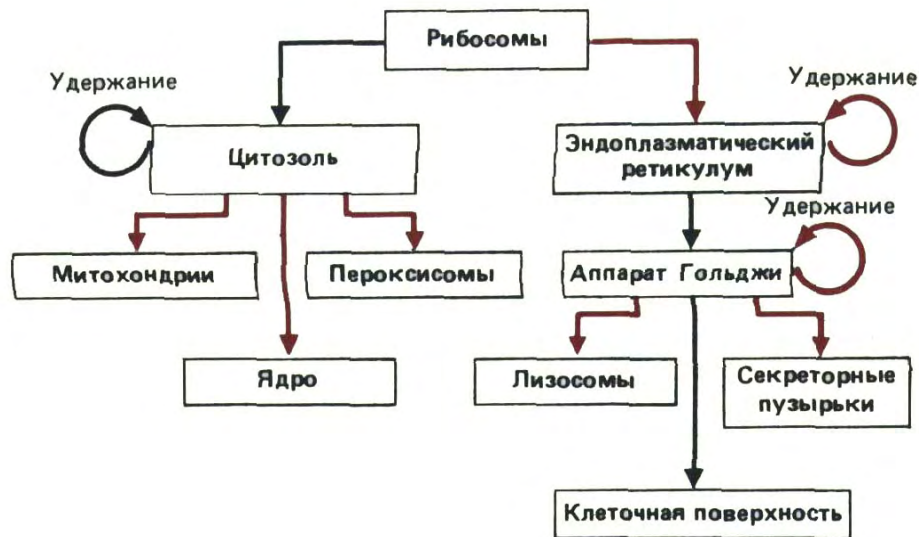 Рибосомы
Удержание
Удержание
Цитозоль
Эндоплазматический
ретикулум
Удержание
Митохондрии
Пероксисомы
Аппарат Гольджи
Ядро
Лизосомы
Секреторные
пузырьки
Клеточная поверхность